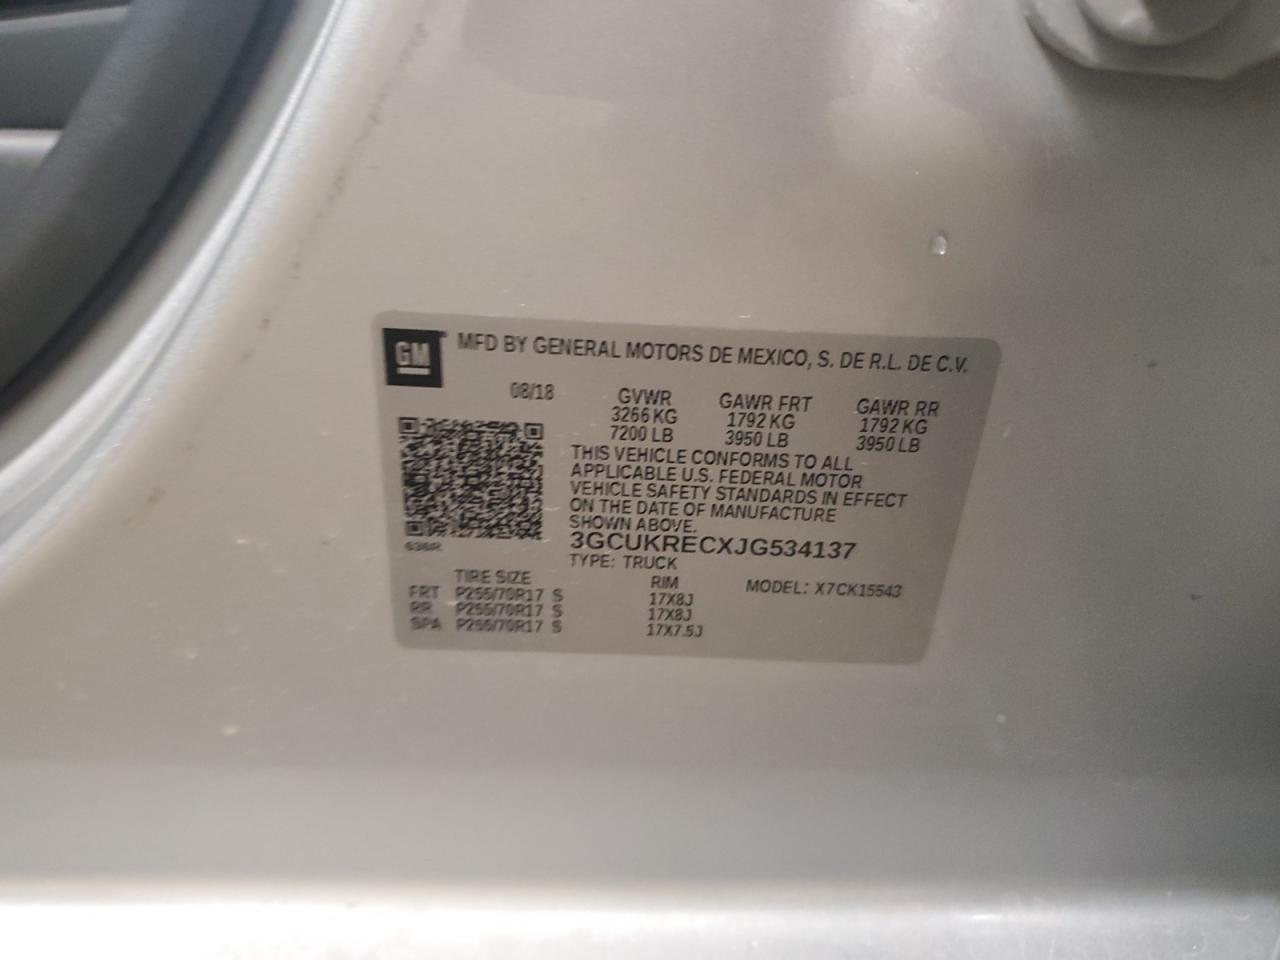 GM MFD BY GENERAL MOTORS DE MEXICO, S. DE R.L. DE C.V.
08/18 GVWR GAWR FRT GAWR RR
3266 KG 1792 KG 1792 KG
7200 LB 3950 LB 3950 LB
THIS VEHICLE CONFORMS TO ALL
APPLICABLE U.S. FEDERAL MOTOR
VEHICLE SAFETY STANDARDS IN EFFECT
ON THE DATE OF MANUFACTURE
SHOWN ABOVE.
3GCUKRECXJG534137
TYPE: TRUCK
TIRE SIZE RIM MODEL: X7CK15543
FRT P255/70R17 S 17X8J
RR P255/70R17 S 17X8J
SPA P255/70R17 S 17X7.5J